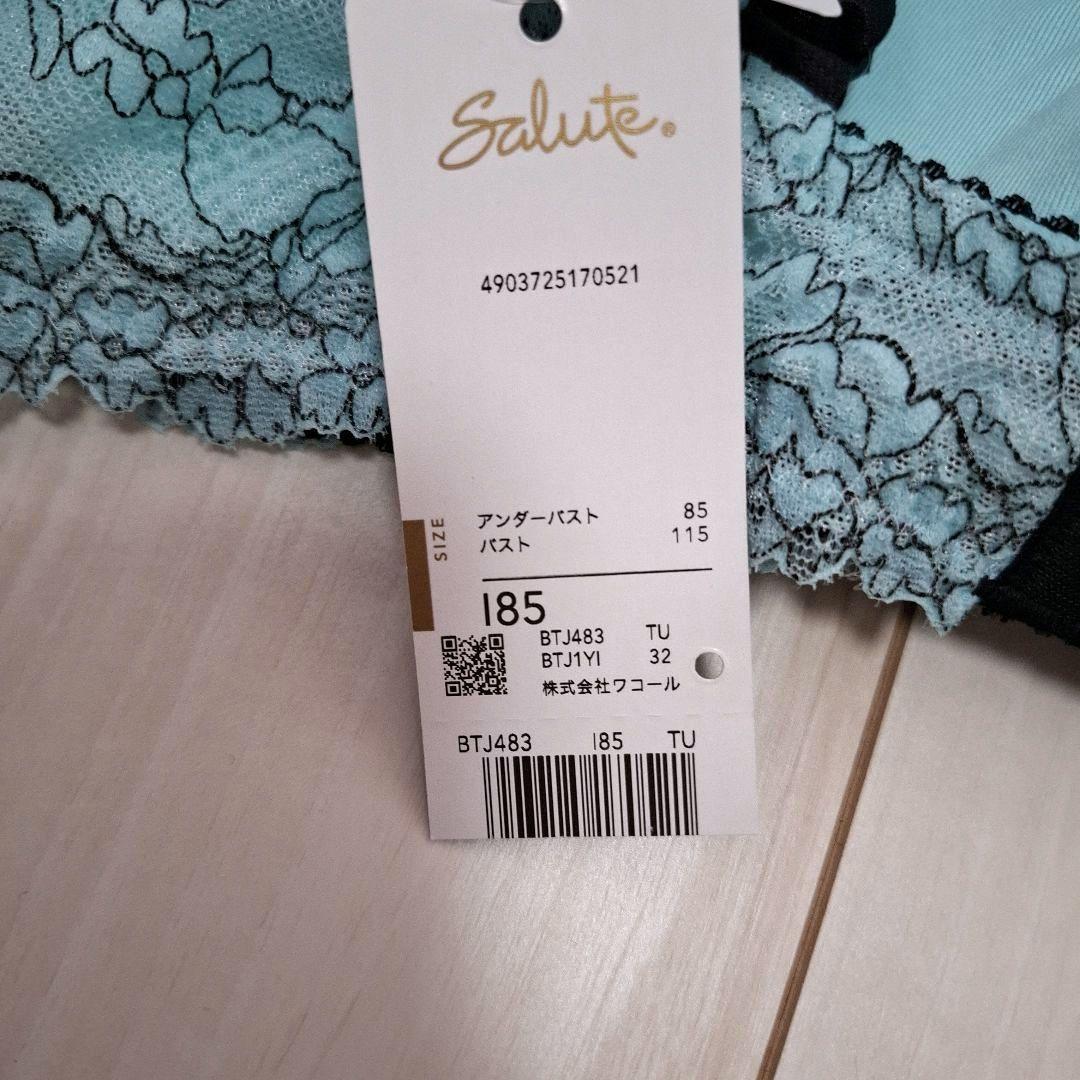 Salute®
4903725170521
SIZE
アンダーバスト 85
バスト 115
I85
BTJ483 TU
BTJ1YI 32
株式会社ワコール
BTJ483 I85 TU